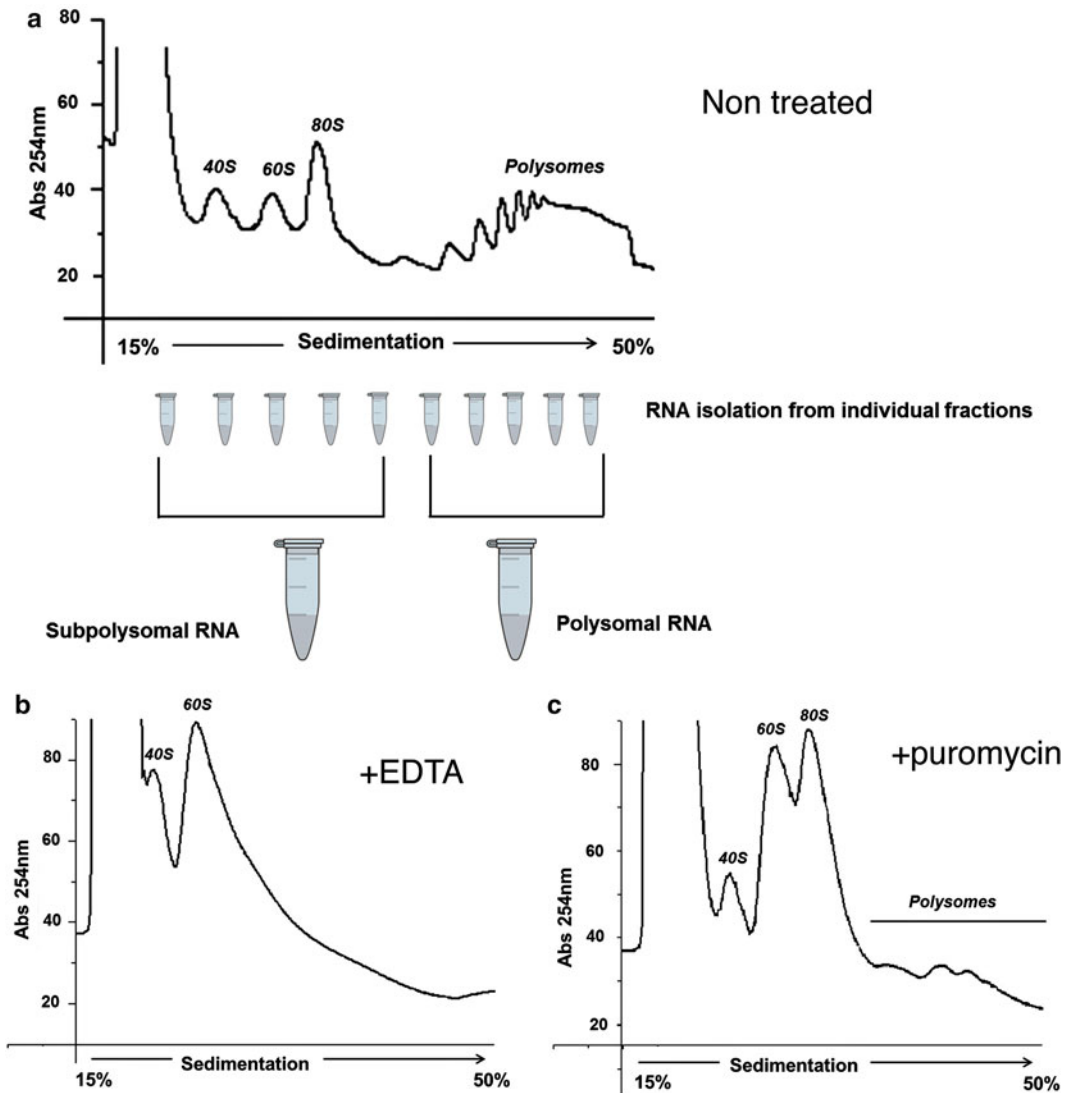 a
80
60
40
20
Abs 254nm
40S
60S
80S
Polysomes
Non treated
15%
Sedimentation
50%
RNA isolation from individual fractions
Subpolysomal RNA
Polysomal RNA
b
80
60
40
20
Abs 254nm
40S
60S
+EDTA
Sedimentation
15%
50%
c
80
60
40
20
Abs 254nm
40S
60S
80S
+puromycin
Polysomes
Sedimentation
15%
50%